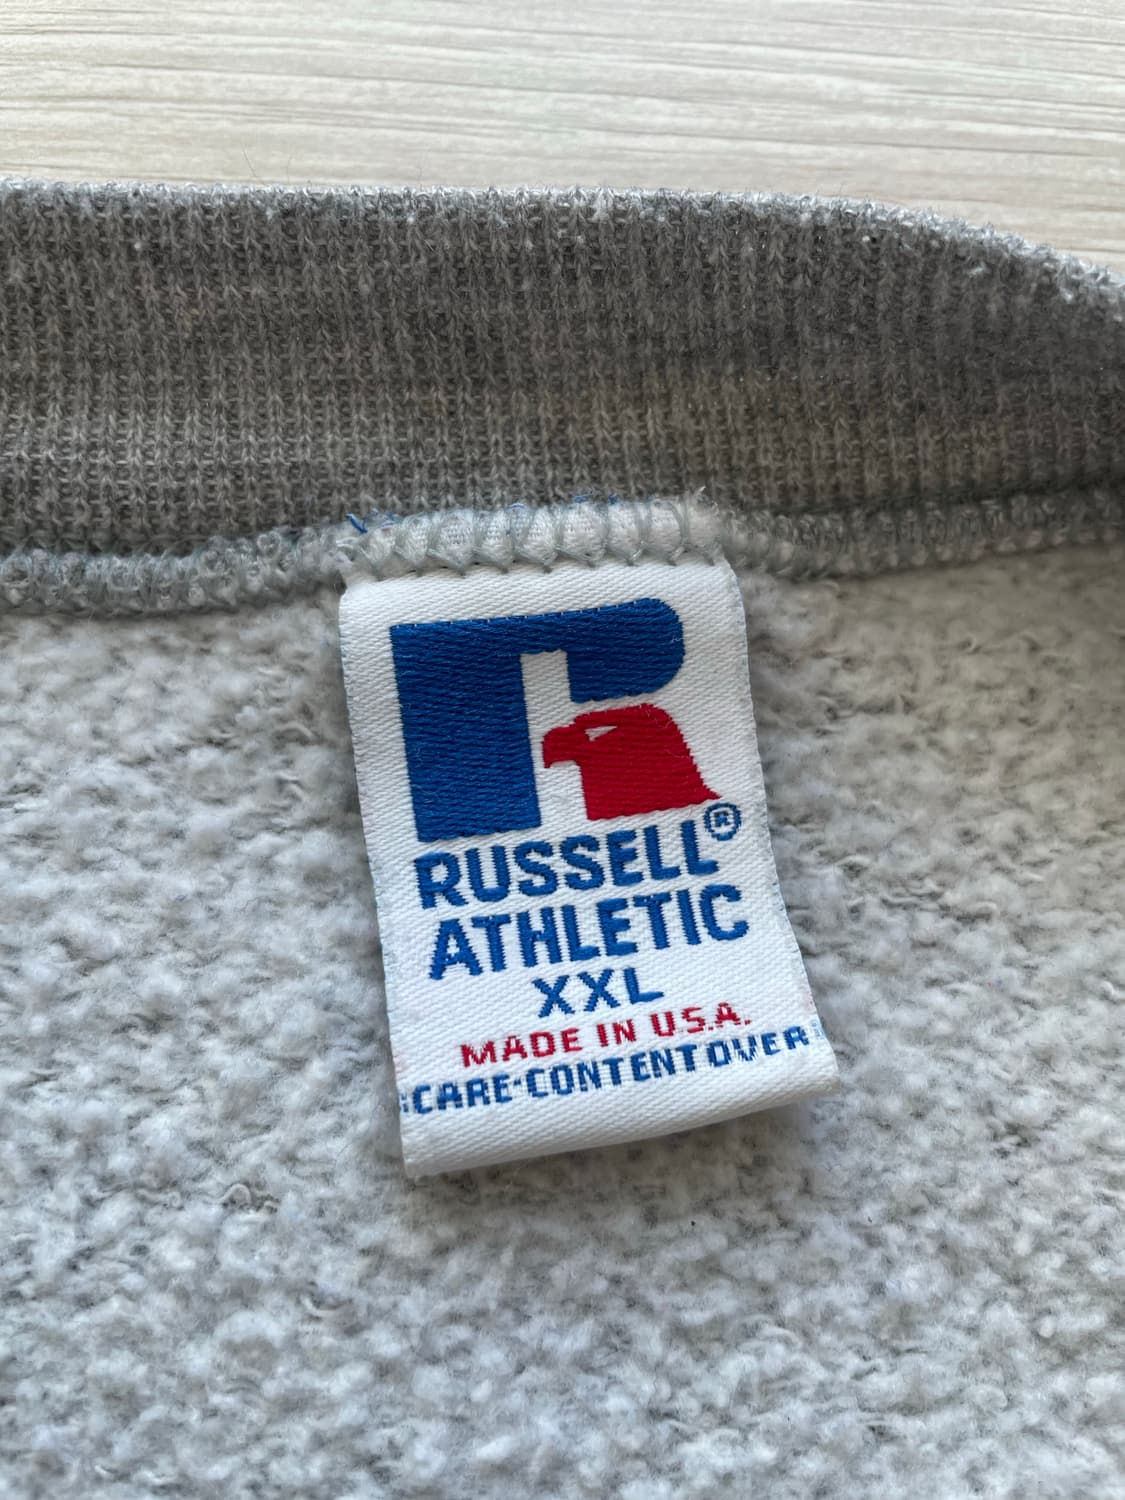 RUSSELL®
ATHLETIC
XXL
MADE IN U.S.A.
CARE·CONTENT OVER